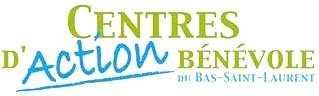 CENTRES
D'Action BÉNÉVOLE
DU BAS-SAINT-LAURENT